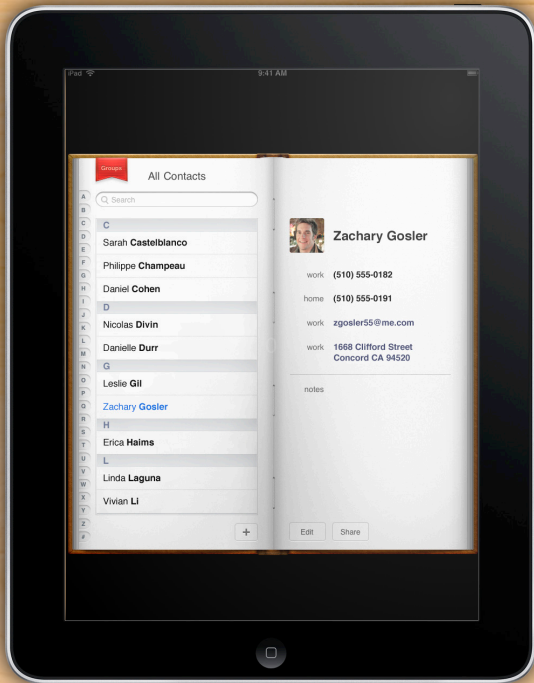 iPad 9:41 AM
Groups
All Contacts
Search
A
B
C
D
E
F
G
H
I
J
K
L
M
N
O
P
Q
R
S
T
U
V
W
X
Y
Z
#
C
Sarah Castelblanco
Philippe Champeau
Daniel Cohen
D
Nicolas Divin
Danielle Durr
G
Leslie Gil
Zachary Gosler
H
Erica Haims
L
Linda Laguna
Vivian Li
+
Zachary Gosler
work (510) 555-0182
home (510) 555-0191
work zgosler55@me.com
work 1668 Clifford Street
Concord CA 94520
notes
Edit Share